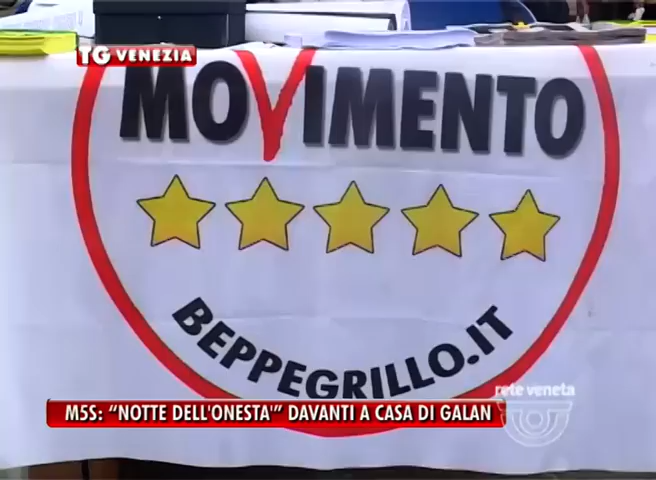 TG VENEZIA
MOVIMENTO
BEPPEGRILLO.IT
rete veneta
M5S: “NOTTE DELL'ONESTA'” DAVANTI A CASA DI GALAN